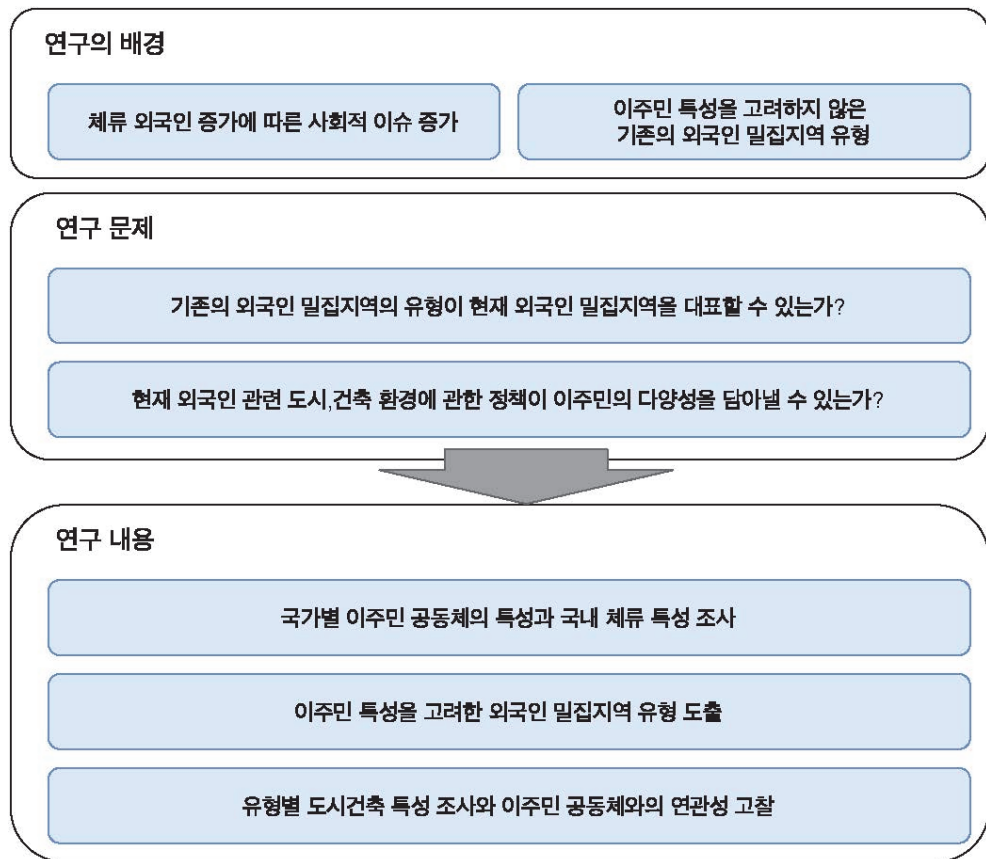 연구의 배경
체류 외국인 증가에 따른 사회적 이슈 증가
이주민 특성을 고려하지 않은
기존의 외국인 밀집지역 유형
연구 문제
기존의 외국인 밀집지역의 유형이 현재 외국인 밀집지역을 대표할 수 있는가?
현재 외국인 관련 도시,건축 환경에 관한 정책이 이주민의 다양성을 담아낼 수 있는가?
연구 내용
국가별 이주민 공동체의 특성과 국내 체류 특성 조사
이주민 특성을 고려한 외국인 밀집지역 유형 도출
유형별 도시건축 특성 조사와 이주민 공동체와의 연관성 고찰